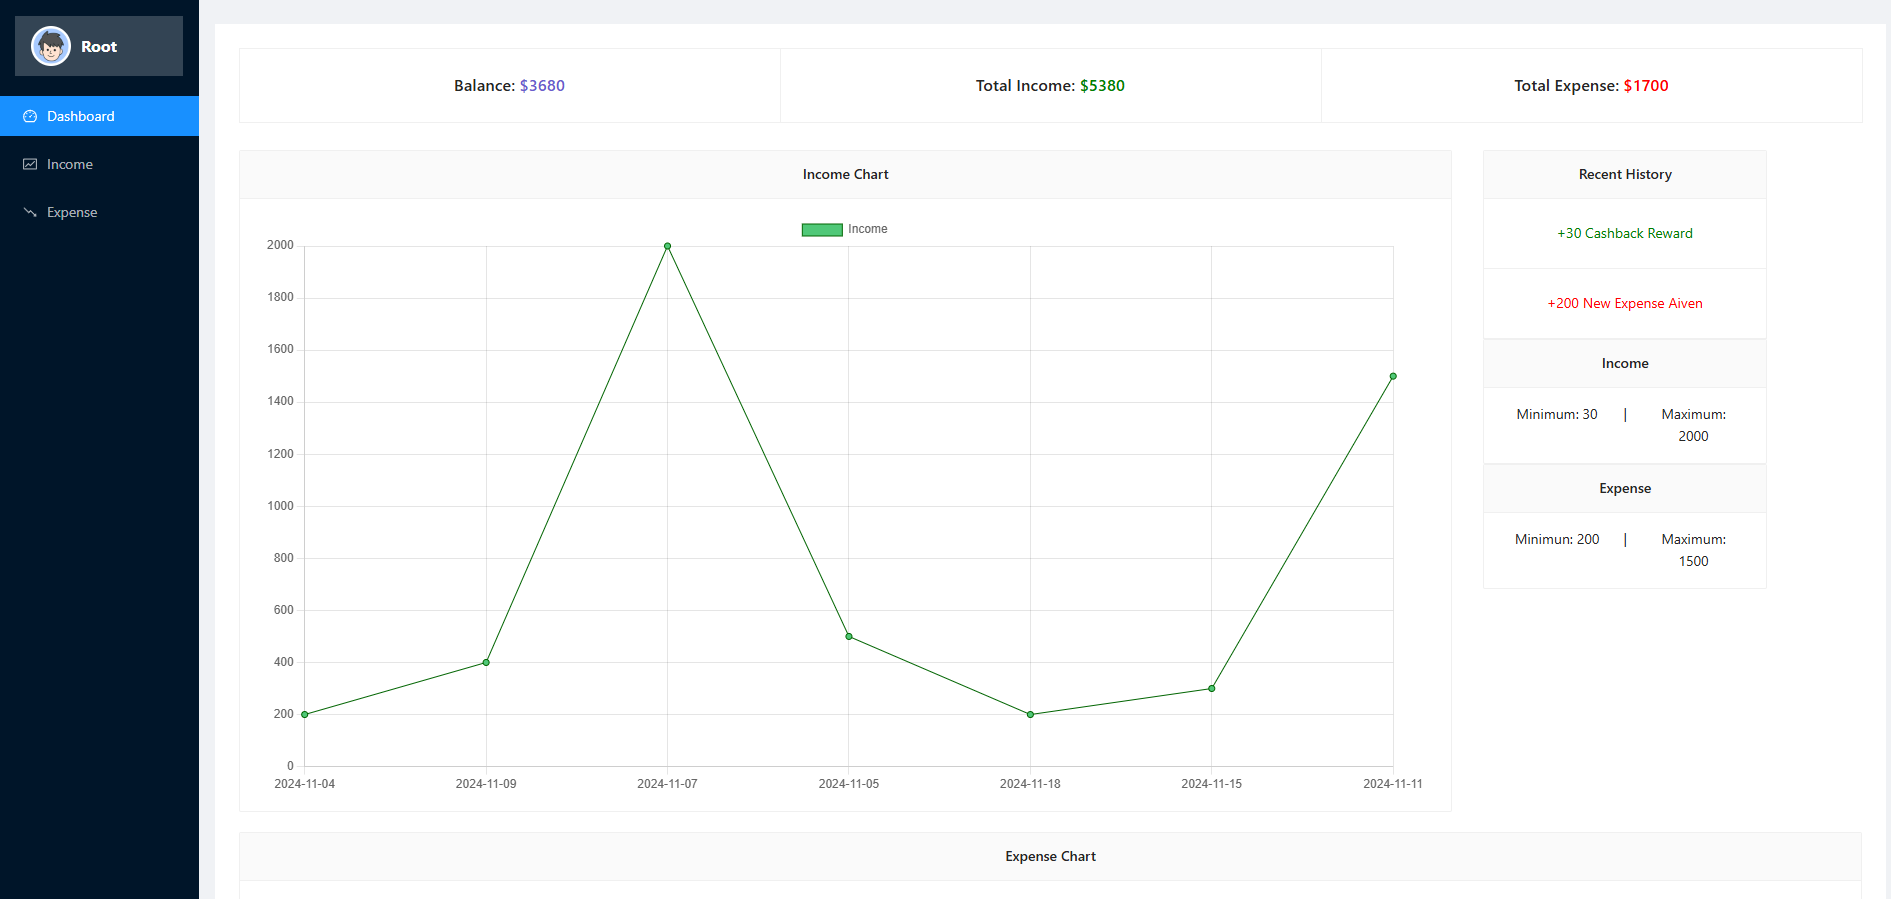 Root
Dashboard
Income
Expense
Balance: $3680
Total Income: $5380
Total Expense: $1700
Income Chart
Income
2000
1800
1600
1400
1200
1000
800
600
400
200
0
2024-11-04
2024-11-09
2024-11-07
2024-11-05
2024-11-18
2024-11-15
2024-11-11
Recent History
+30 Cashback Reward
+200 New Expense Aiven
Income
Minimum: 30
|
Maximum:
2000
Expense
Minimun: 200
|
Maximum:
1500
Expense Chart